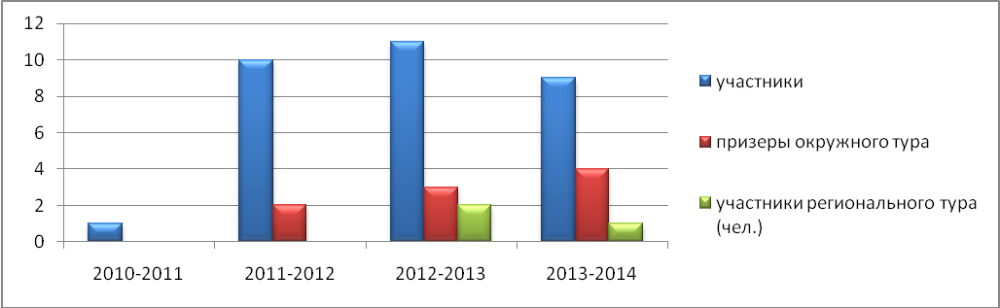 12
10
8
6
4
2
0
2010-2011
2011-2012
2012-2013
2013-2014
участники
призеры окружного тура
участники регионального тура
(чел.)